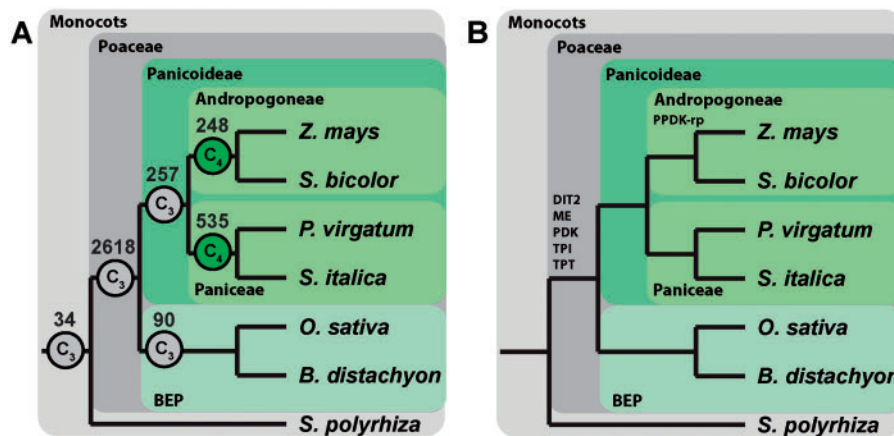 A
Monocots
Poaceae
Panicoideae
Andropogoneae
248
C4
Z. mays
S. bicolor
257
C3
535
C4
P. virgatum
S. italica
Paniceae
2618
C3
34
C3
90
C3
O. sativa
B. distachyon
BEP
S. polyrhiza
B
Monocots
Poaceae
Panicoideae
Andropogoneae
PPDK-rp
Z. mays
S. bicolor
DIT2
ME
PDK
TPI
TPT
P. virgatum
S. italica
Paniceae
O. sativa
B. distachyon
BEP
S. polyrhiza